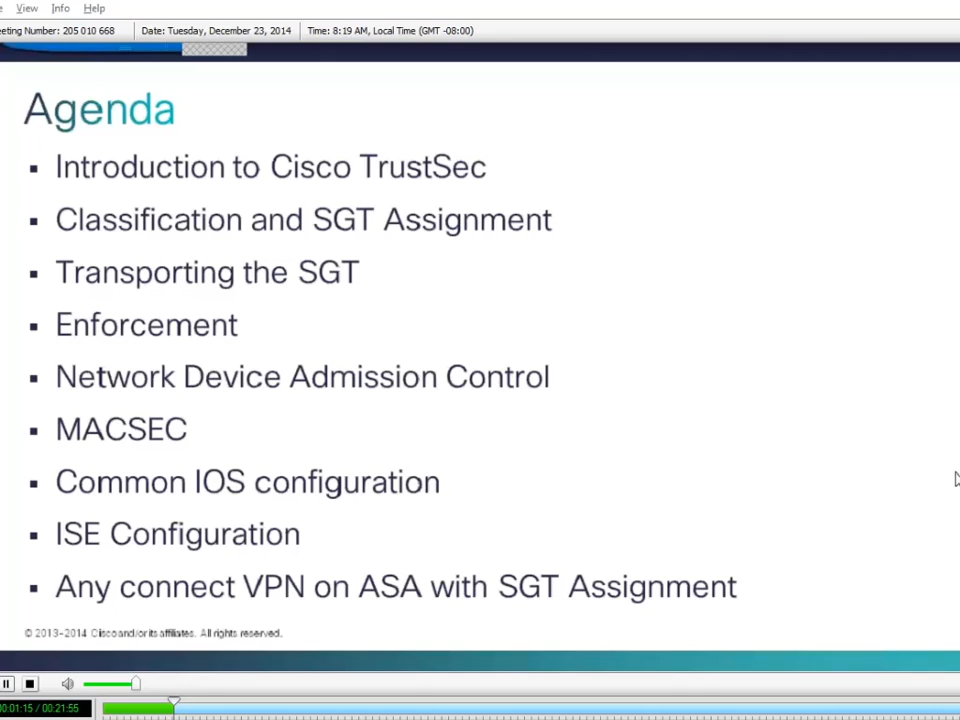 View Info Help
eeting Number: 205 010 668 Date: Tuesday, December 23, 2014 Time: 8:19 AM, Local Time (GMT -08:00)
Agenda
▪ Introduction to Cisco TrustSec
▪ Classification and SGT Assignment
▪ Transporting the SGT
▪ Enforcement
▪ Network Device Admission Control
▪ MACSEC
▪ Common IOS configuration
▪ ISE Configuration
▪ Any connect VPN on ASA with SGT Assignment
© 2013-2014 Cisco and/or its affiliates. All rights reserved.
00:01:15 / 00:21:55